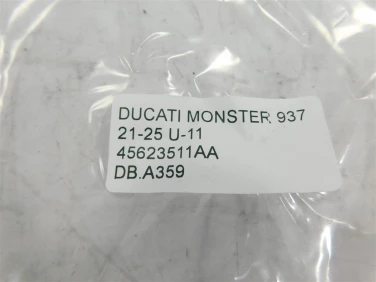 DUCATI MONSTER 937
21-25 U-11
45623511AA
DB.A359